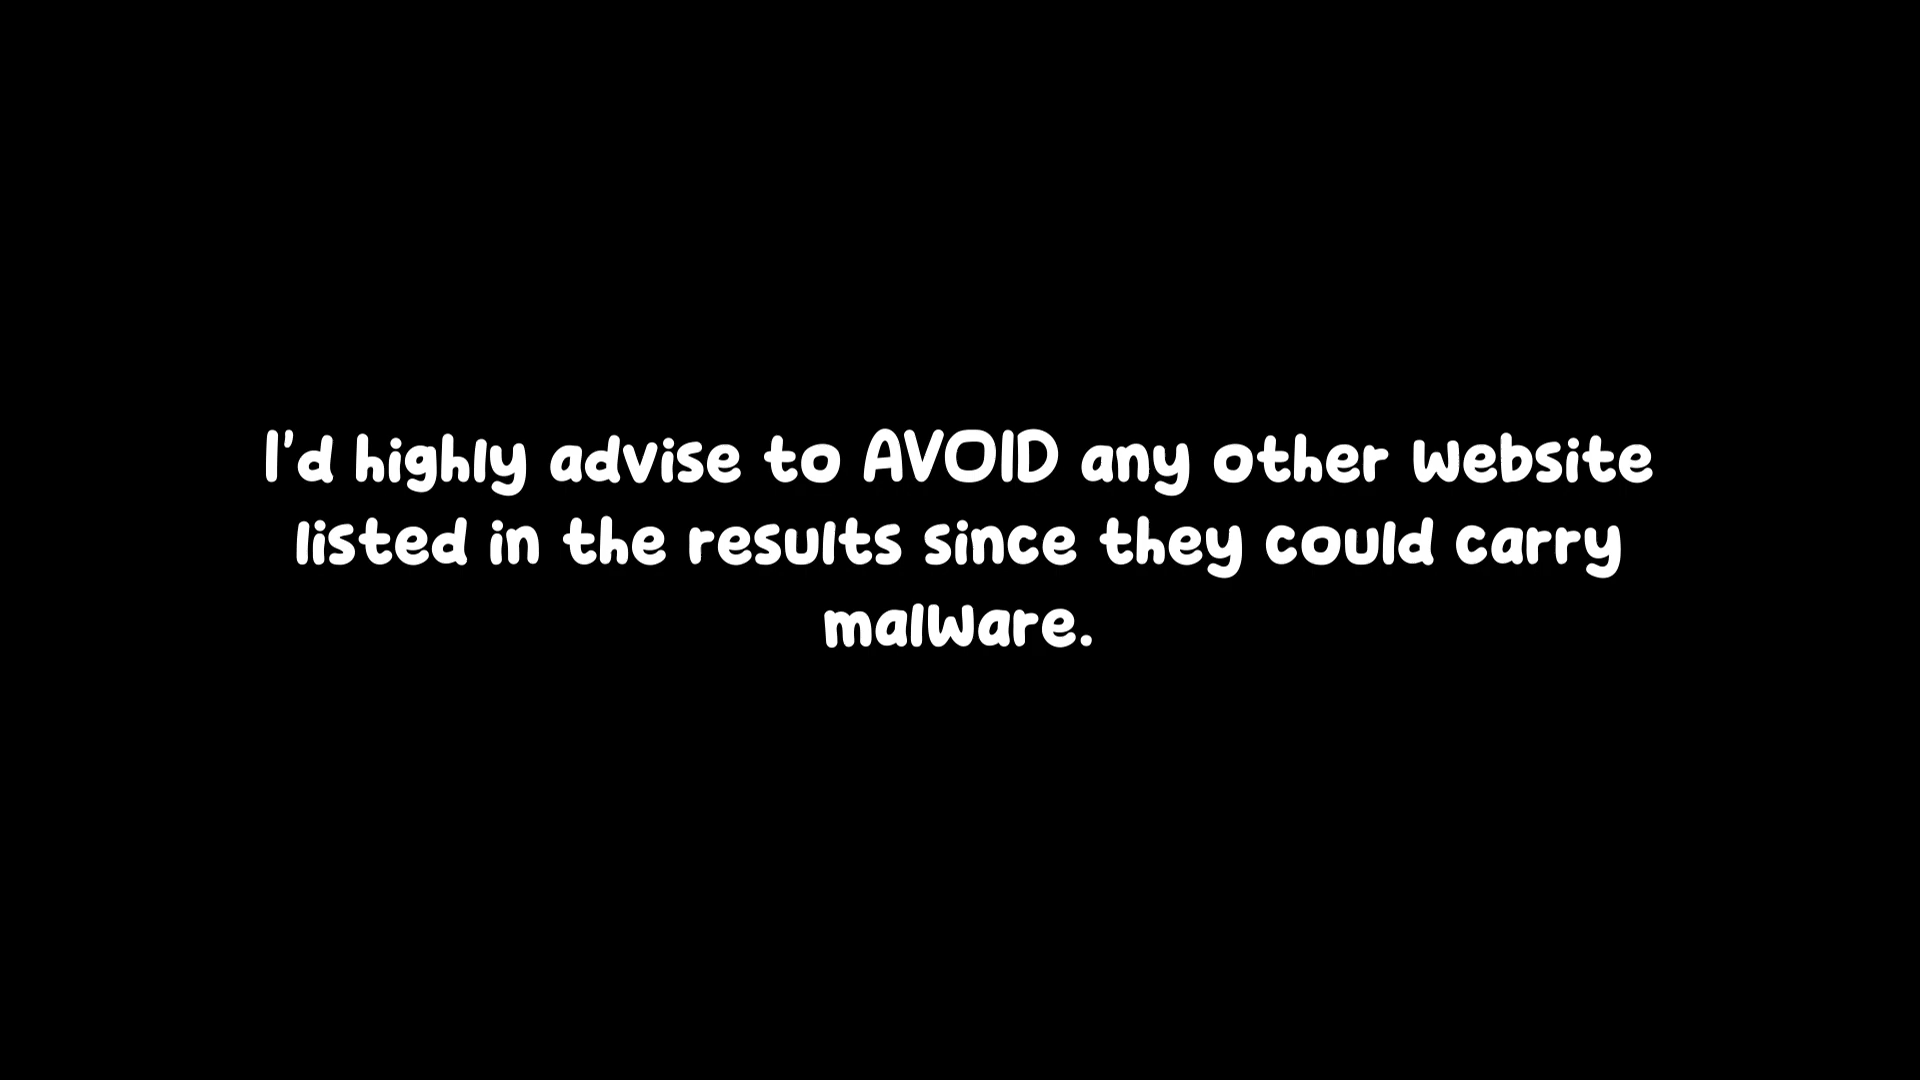 I'd highly advise to AVOID any other website
listed in the results since they could carry
malware.